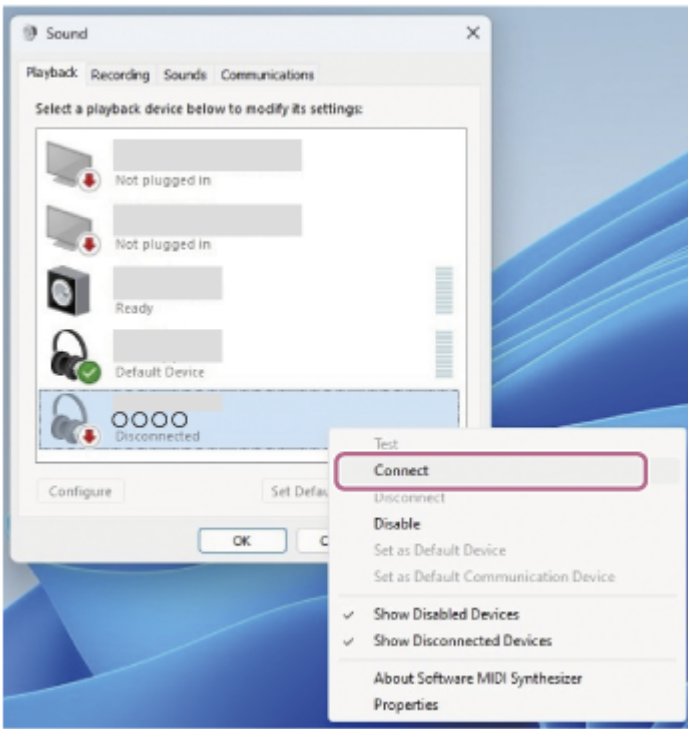 Sound
Playback Recording Sounds Communications
Select a playback device below to modify its settings:
Not plugged in
Not plugged in
Ready
Default Device
OOOO
Disconnected
Configure
Set Defau
OK
C
Test
Connect
Disconnect
Disable
Set as Default Device
Set as Default Communication Device
✓ Show Disabled Devices
✓ Show Disconnected Devices
About Software MIDI Synthesizer
Properties